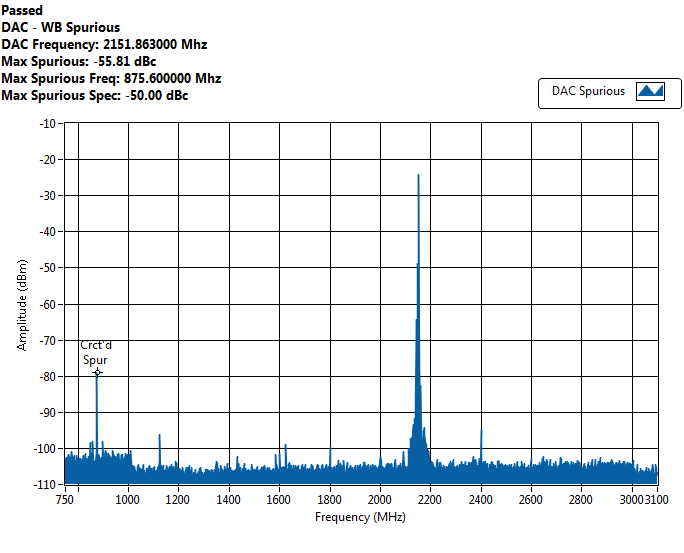 Passed
DAC - WB Spurious
DAC Frequency: 2151.863000 Mhz
Max Spurious: -55.81 dBc
Max Spurious Freq: 875.600000 Mhz
Max Spurious Spec: -50.00 dBc
DAC Spurious
-10
-20
-30
-40
-50
-60
-70
-80
-90
-100
-110
Amplitude (dBm)
Crct'd
Spur
750 1000 1200 1400 1600 1800 2000 2200 2400 2600 2800 3000 3100
Frequency (MHz)